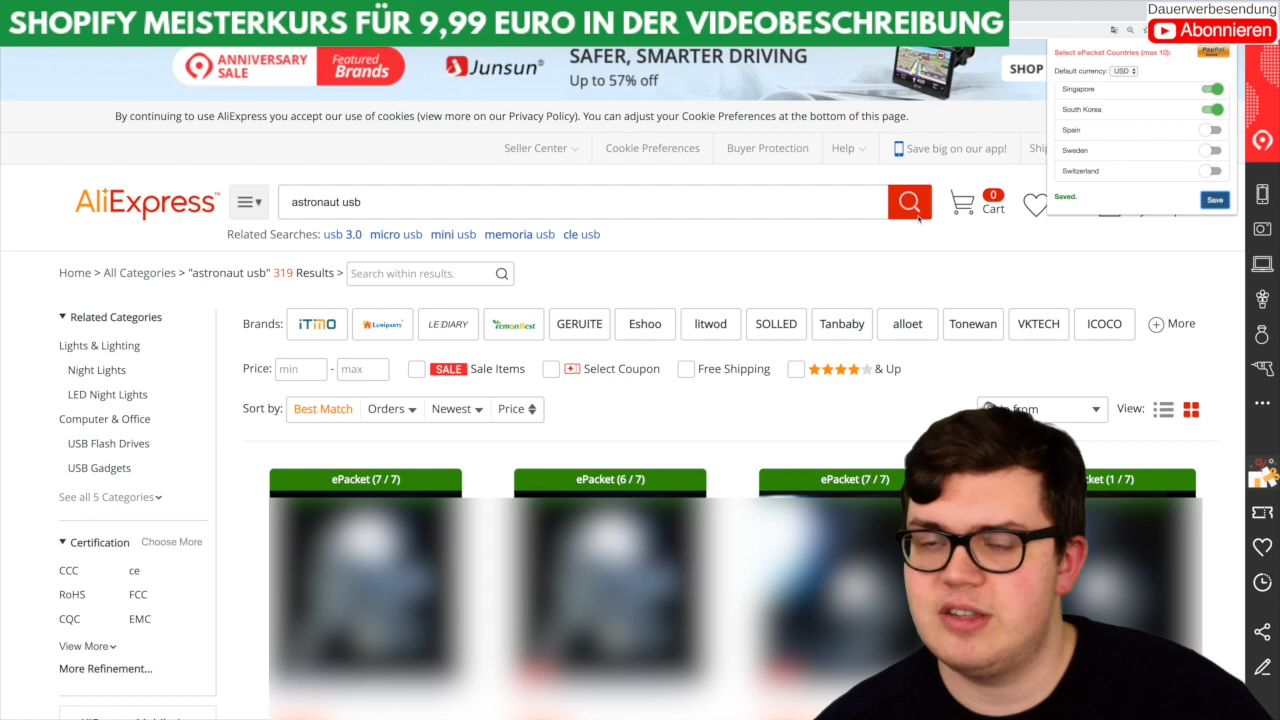 SHOPIFY MEISTERKURS FÜR 9,99 EURO IN DER VIDEOBESCHREIBUNG
Dauerwerbesendung
Abonnieren
ANNIVERSARY SALE
Featured Brands
Junsun®
SAFER, SMARTER DRIVING
Up to 57% off
SHOP
Select ePacket Countries (max 10):
PayPal
Default currency: USD
Singapore
South Korea
Spain
Sweden
Switzerland
Saved.
Save
By continuing to use AliExpress you accept our use of cookies (view more on our Privacy Policy). You can adjust your Cookie Preferences at the bottom of this page.
Seller Center
Cookie Preferences
Buyer Protection
Help
Save big on our app!
AliExpress™
astronaut usb
0
Cart
Related Searches: usb 3.0 micro usb mini usb memoria usb cle usb
Home > All Categories > "astronaut usb" 319 Results >
Search within results.
Related Categories
Lights & Lighting
Night Lights
LED Night Lights
Computer & Office
USB Flash Drives
USB Gadgets
See all 5 Categories
Certification
Choose More
CCC ce
RoHS FCC
CQC EMC
View More
More Refinement...
Brands: iTMO Lumiparty LE DIARY TemonBest GERUITE Eshoo litwod SOLLED Tanbaby alloet Tonewan VKTECH ICOCO More
Price: min - max SALE Sale Items Select Coupon Free Shipping & Up
Sort by: Best Match Orders Newest Price
from
View:
ePacket (7 / 7)
ePacket (6 / 7)
ePacket (7 / 7)
(1 / 7)